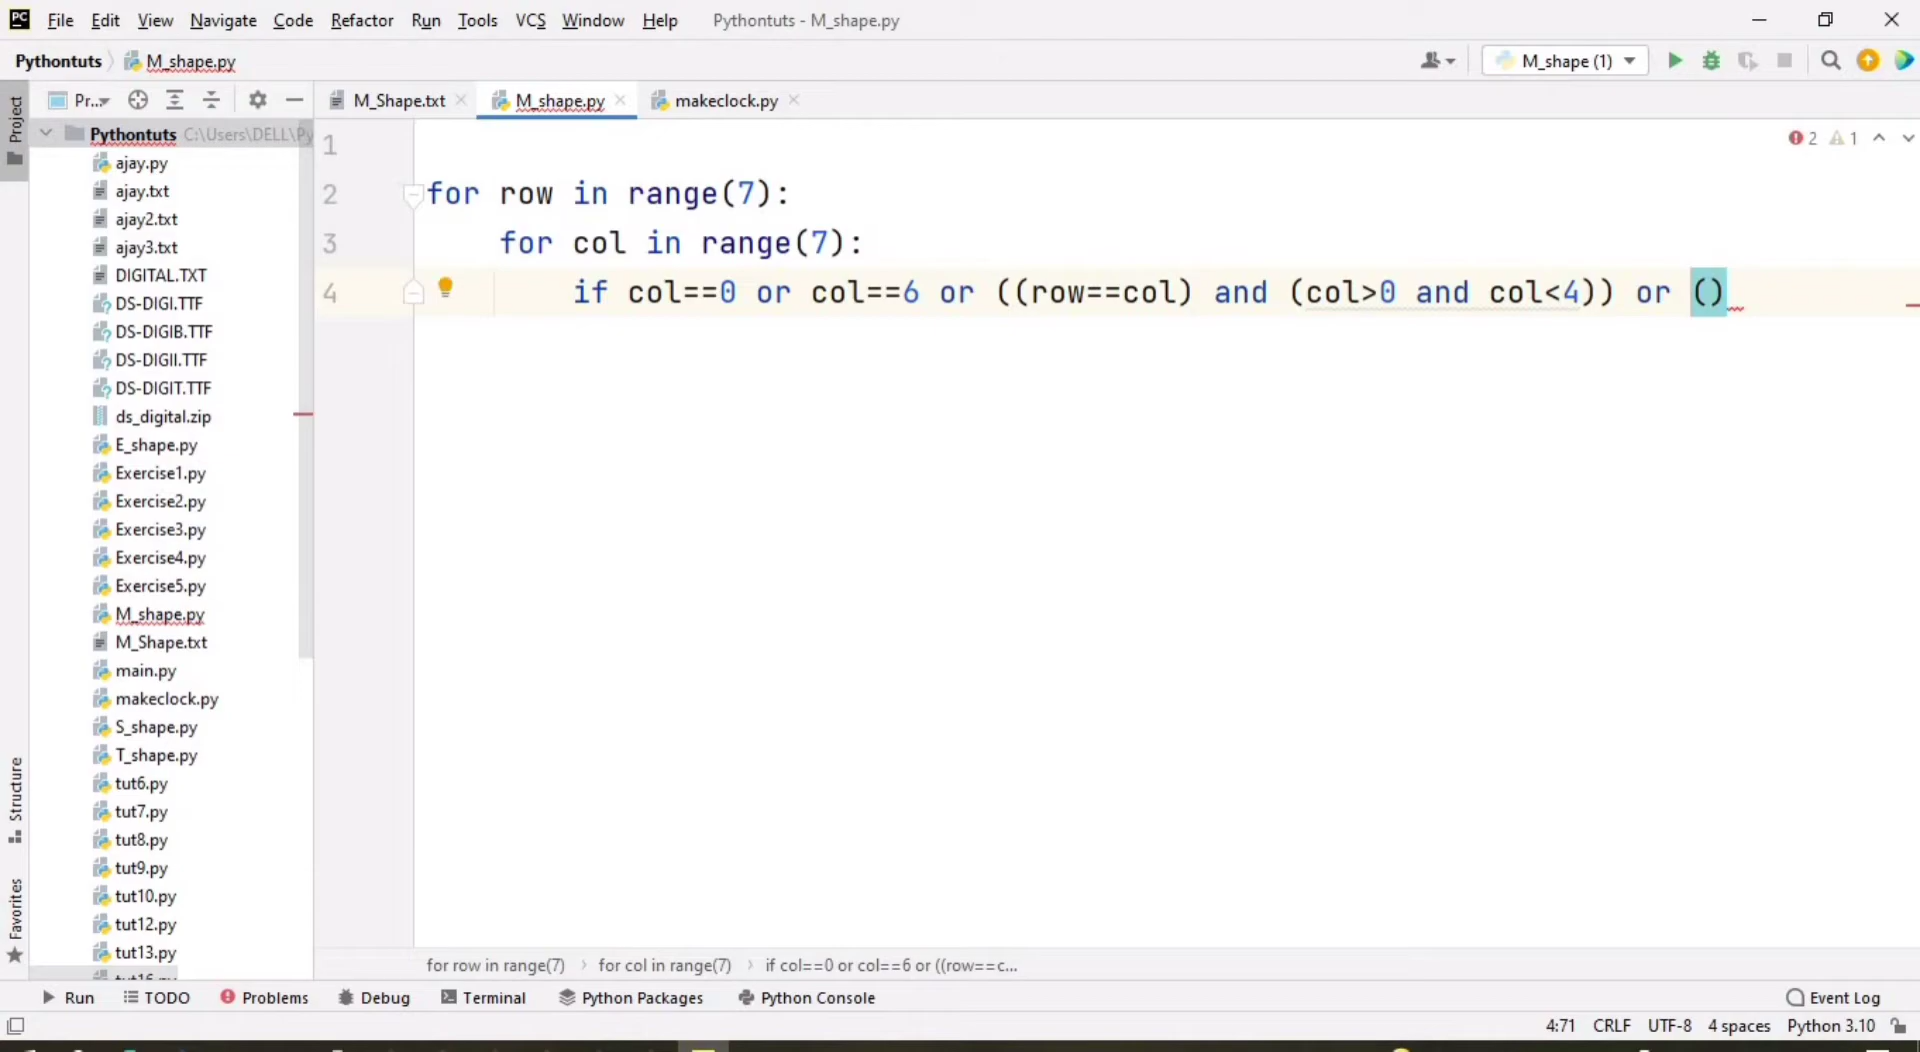 PC File Edit View Navigate Code Refactor Run Tools VCS Window Help Pythontuts - M_shape.py
Pythontuts M_shape.py M_shape (1)
Project Pr... M_Shape.txt M_shape.py makeclock.py
Pythontuts C:\Users\DELL\Py
ajay.py
ajay.txt
ajay2.txt
ajay3.txt
DIGITAL.TXT
DS-DIGI.TTF
DS-DIGIB.TTF
DS-DIGII.TTF
DS-DIGIT.TTF
ds_digital.zip
E_shape.py
Exercise1.py
Exercise2.py
Exercise3.py
Exercise4.py
Exercise5.py
M_shape.py
M_Shape.txt
main.py
makeclock.py
S_shape.py
T_shape.py
tut6.py
tut7.py
tut8.py
tut9.py
tut10.py
tut12.py
tut13.py
Structure
Favorites
2 1
1
2 for row in range(7):
3 for col in range(7):
4 if col==0 or col==6 or ((row==col) and (col>0 and col<4)) or ()
for row in range(7) for col in range(7) if col==0 or col==6 or ((row==c...
Run TODO Problems Debug Terminal Python Packages Python Console Event Log
4:71 CRLF UTF-8 4 spaces Python 3.10